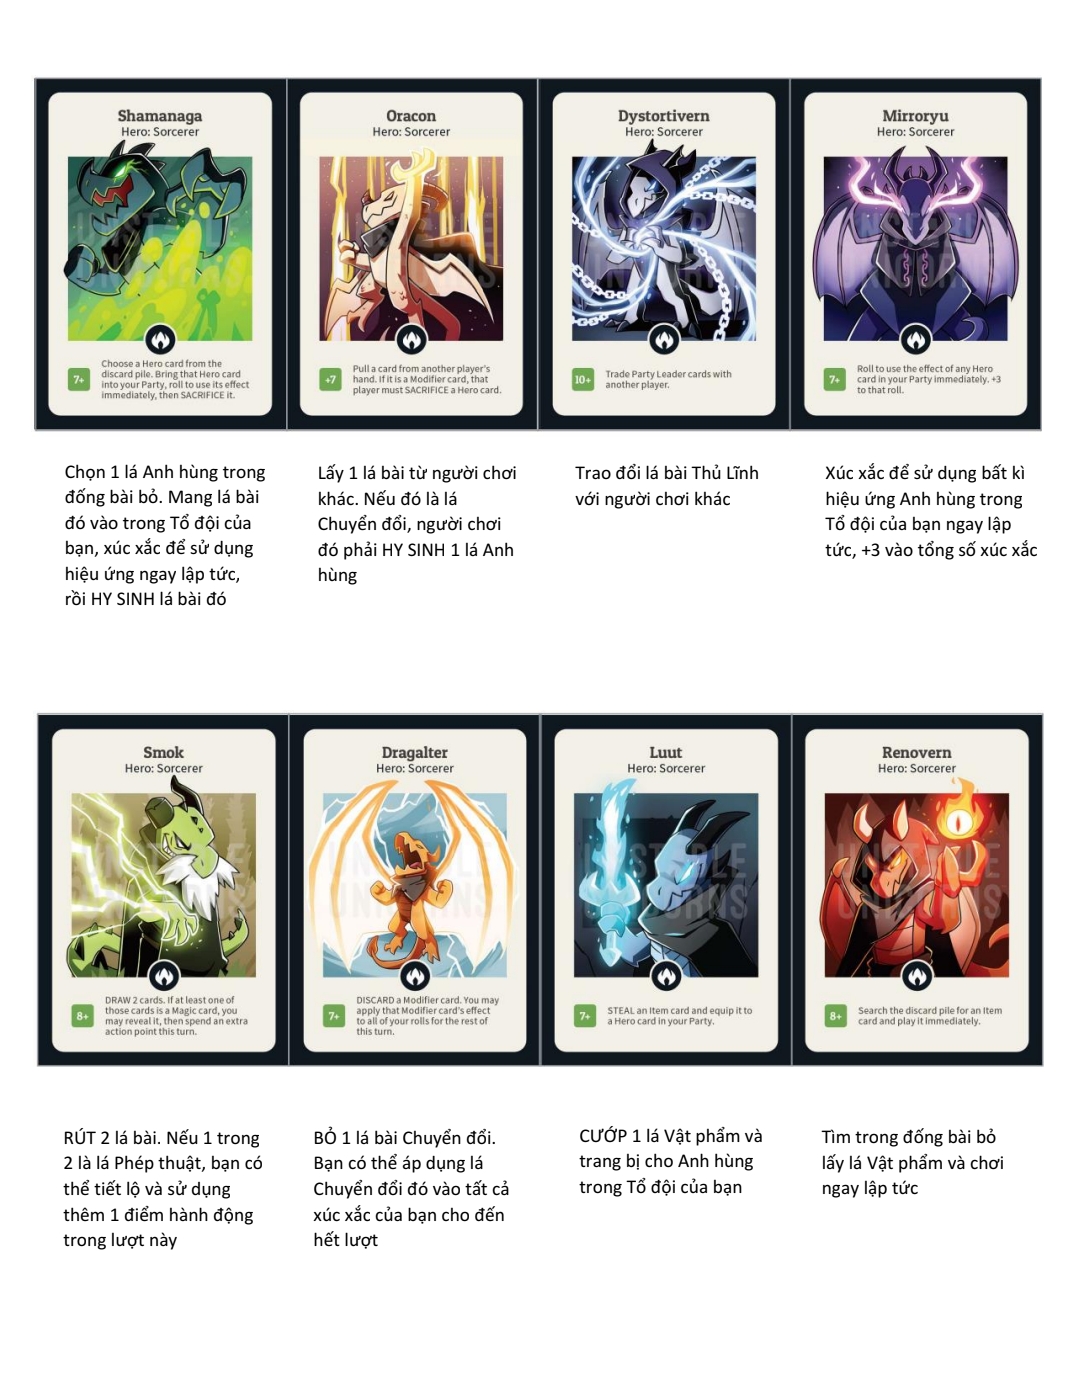 Shamanaga
Hero: Sorcerer
UNSTABLE
UNICORNS
7+
Choose a Hero card from the
discard pile. Bring that Hero card
into your Party, roll to use its effect
immediately, then SACRIFICE it.
Oracon
Hero: Sorcerer
+7
Pull a card from another player's
hand. If it is a Modifier card, that
player must SACRIFICE a Hero card.
Dystortivern
Hero: Sorcerer
10+
Trade Party Leader cards with
another player.
Mirroryu
Hero: Sorcerer
7+
Roll to use the effect of any Hero
card in your Party immediately. +3
to that roll.
Chọn 1 lá Anh hùng trong
đống bài bỏ. Mang lá bài
đó vào trong Tổ đội của
bạn, xúc xắc để sử dụng
hiệu ứng ngay lập tức,
rồi HY SINH lá bài đó
Lấy 1 lá bài từ người chơi
khác. Nếu đó là lá
Chuyển đổi, người chơi
đó phải HY SINH 1 lá Anh
hùng
Trao đổi lá bài Thủ Lĩnh
với người chơi khác
Xúc xắc để sử dụng bất kì
hiệu ứng Anh hùng trong
Tổ đội của bạn ngay lập
tức, +3 vào tổng số xúc xắc
Smok
Hero: Sorcerer
UNSTABLE
UNICORNS
8+
DRAW 2 cards. If at least one of
those cards is a Magic card, you
may reveal it, then spend an extra
action point this turn.
Dragalter
Hero: Sorcerer
UNSTABLE
UNICORNS
7+
DISCARD a Modifier card. You may
apply that Modifier card's effect
to all of your rolls for the rest of
this turn.
Luut
Hero: Sorcerer
UNSTABLE
UNICORNS
7+
STEAL an Item card and equip it to
a Hero card in your Party.
Renovern
Hero: Sorcerer
UNSTABLE
UNICORNS
8+
Search the discard pile for an Item
card and play it immediately.
RÚT 2 lá bài. Nếu 1 trong
2 là lá Phép thuật, bạn có
thể tiết lộ và sử dụng
thêm 1 điểm hành động
trong lượt này
BỎ 1 lá bài Chuyển đổi.
Bạn có thể áp dụng lá
Chuyển đổi đó vào tất cả
xúc xắc của bạn cho đến
hết lượt
CƯỚP 1 lá Vật phẩm và
trang bị cho Anh hùng
trong Tổ đội của bạn
Tìm trong đống bài bỏ
lấy lá Vật phẩm và chơi
ngay lập tức